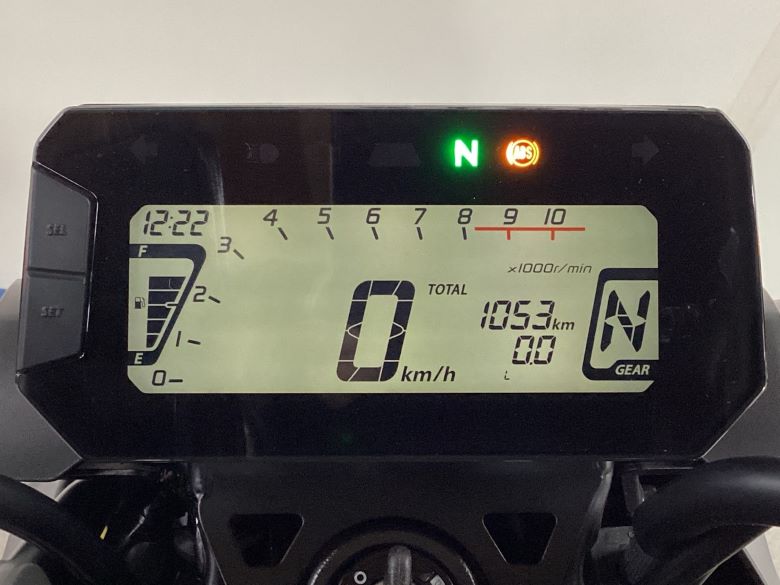 N ABS
SEL
SET
12:22
4 5 6 7 8 9 10
3
2
1
0
F
E
x1000r/min
TOTAL
1053km
0.0
L
0 km/h
N
GEAR